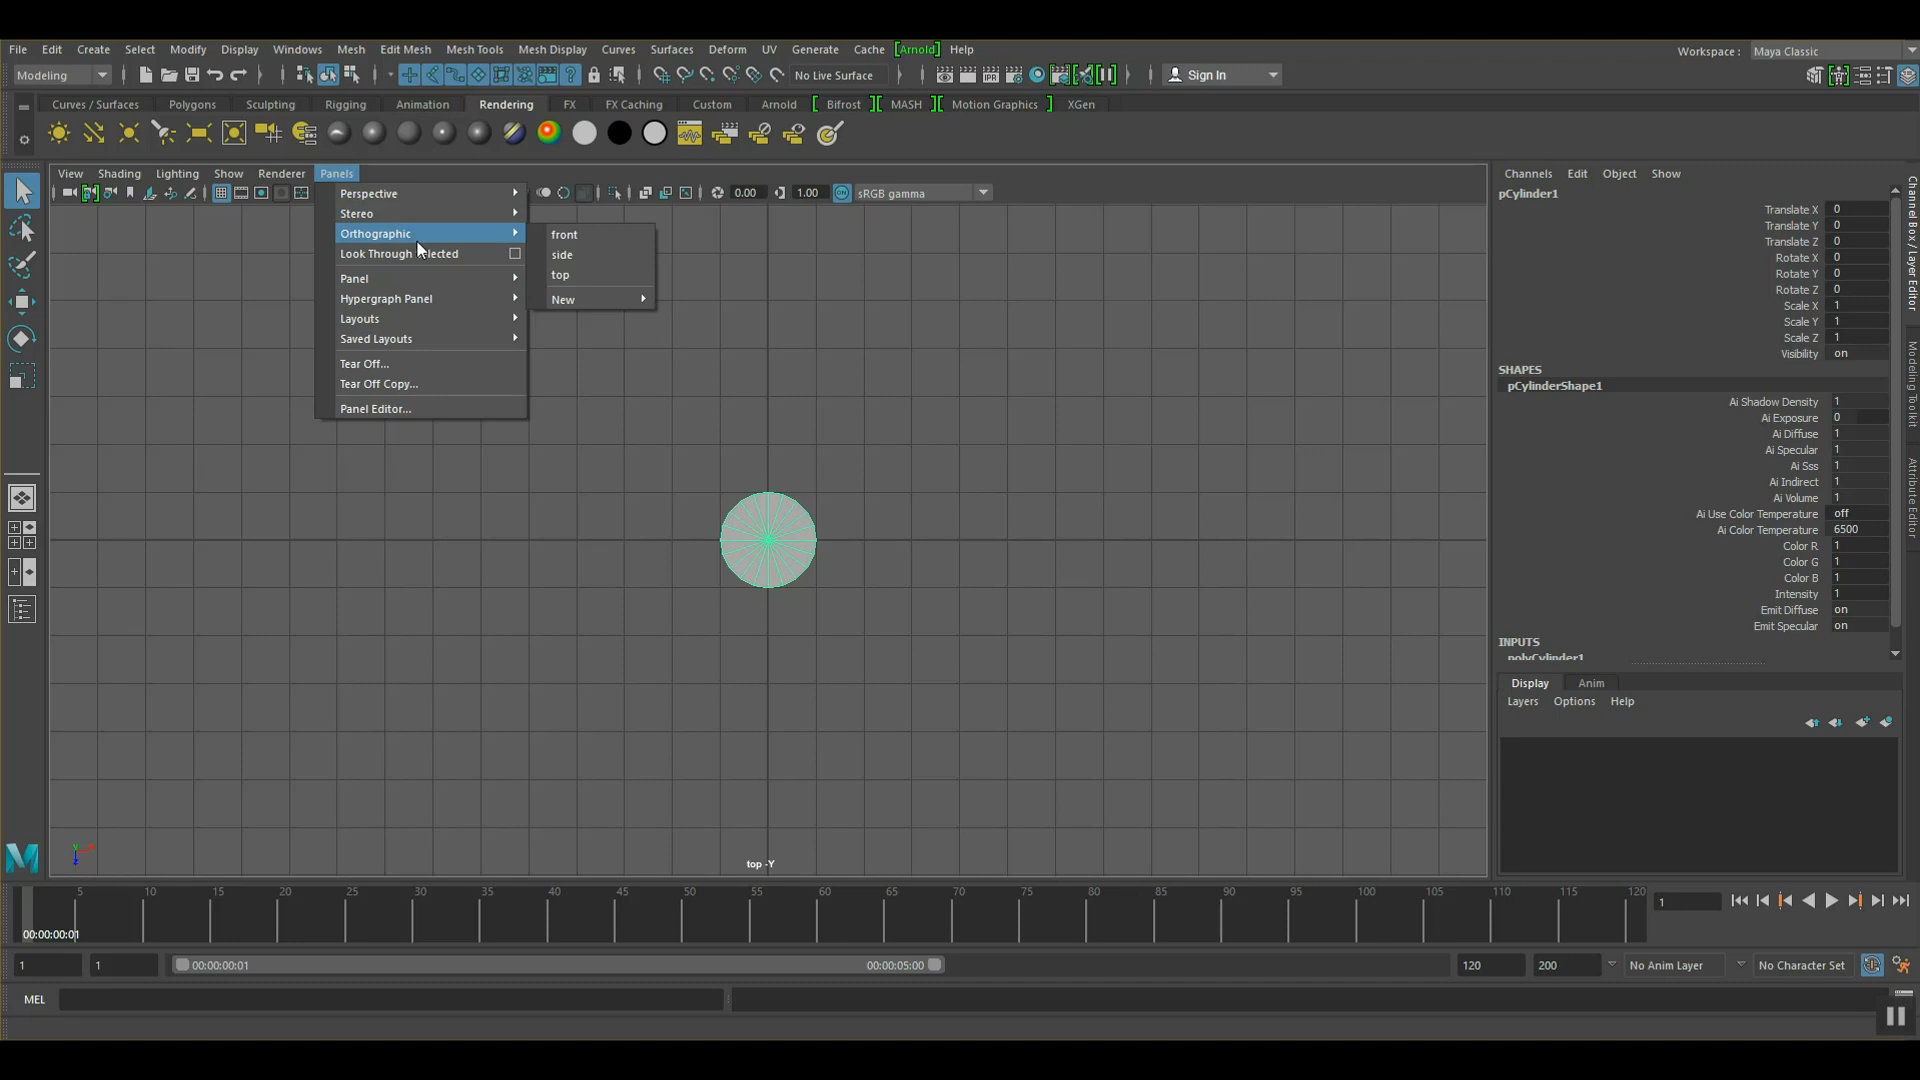 File Edit Create Select Modify Display Windows Mesh Edit Mesh Mesh Tools Mesh Display Curves Surfaces Deform UV Generate Cache [Arnold] Help Workspace : Maya Classic
Modeling No Live Surface IPR Sign In
Curves / Surfaces Polygons Sculpting Rigging Animation Rendering FX FX Caching Custom Arnold [ Bifrost ][ MASH ][ Motion Graphics ] XGen
View Shading Lighting Show Renderer Panels
0.00 1.00 ON sRGB gamma
Perspective
Stereo
Orthographic
Look Through
Panel
Hypergraph Panel
Layouts
Saved Layouts
Tear Off...
Tear Off Copy...
Panel Editor...
front
side
top
New
top -Y
Channels Edit Object Show
pCylinder1
Translate X 0
Translate Y 0
Translate Z 0
Rotate X 0
Rotate Y 0
Rotate Z 0
Scale X 1
Scale Y 1
Scale Z 1
Visibility on
SHAPES
pCylinderShape1
Ai Shadow Density 1
Ai Exposure 0
Ai Diffuse 1
Ai Specular 1
Ai Sss 1
Ai Indirect 1
Ai Volume 1
Ai Use Color Temperature off
Ai Color Temperature 6500
Color R 1
Color G 1
Color B 1
Intensity 1
Emit Diffuse on
Emit Specular on
INPUTS
polyCylinder1
Display Anim
Layers Options Help
Channel Box / Layer Editor
Modeling Toolkit
Attribute Editor
5 10 15 20 25 30 35 40 45 50 55 60 65 70 75 80 85 90 95 100 105 110 115 120
00:00:00:01
1
1 1 00:00:00:01 00:00:05:00 120 200 No Anim Layer No Character Set
MEL